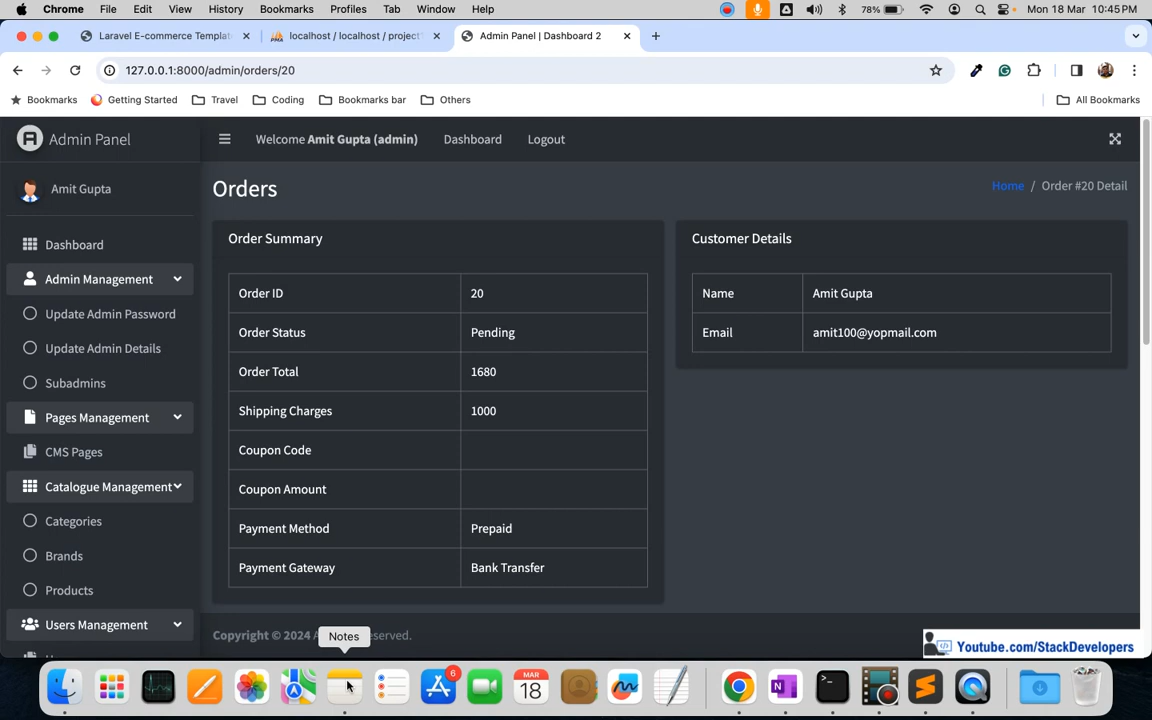 Chrome File Edit View History Bookmarks Profiles Tab Window Help 78% Mon 18 Mar 10:45PM
Laravel E-commerce Templat localhost / localhost / project Admin Panel | Dashboard 2
127.0.0.1:8000/admin/orders/20
Bookmarks Getting Started Travel Coding Bookmarks bar Others All Bookmarks
Admin Panel Welcome Amit Gupta (admin) Dashboard Logout
Amit Gupta
Orders Home / Order #20 Detail
Dashboard
Admin Management
Update Admin Password
Update Admin Details
Subadmins
Pages Management
CMS Pages
Catalogue Management
Categories
Brands
Products
Users Management
Order Summary
Order ID 20
Order Status Pending
Order Total 1680
Shipping Charges 1000
Coupon Code
Coupon Amount
Payment Method Prepaid
Payment Gateway Bank Transfer
Customer Details
Name Amit Gupta
Email amit100@yopmail.com
Copyright © 2024 A eserved.
Notes
Youtube.com/StackDevelopers
6
MAR
18